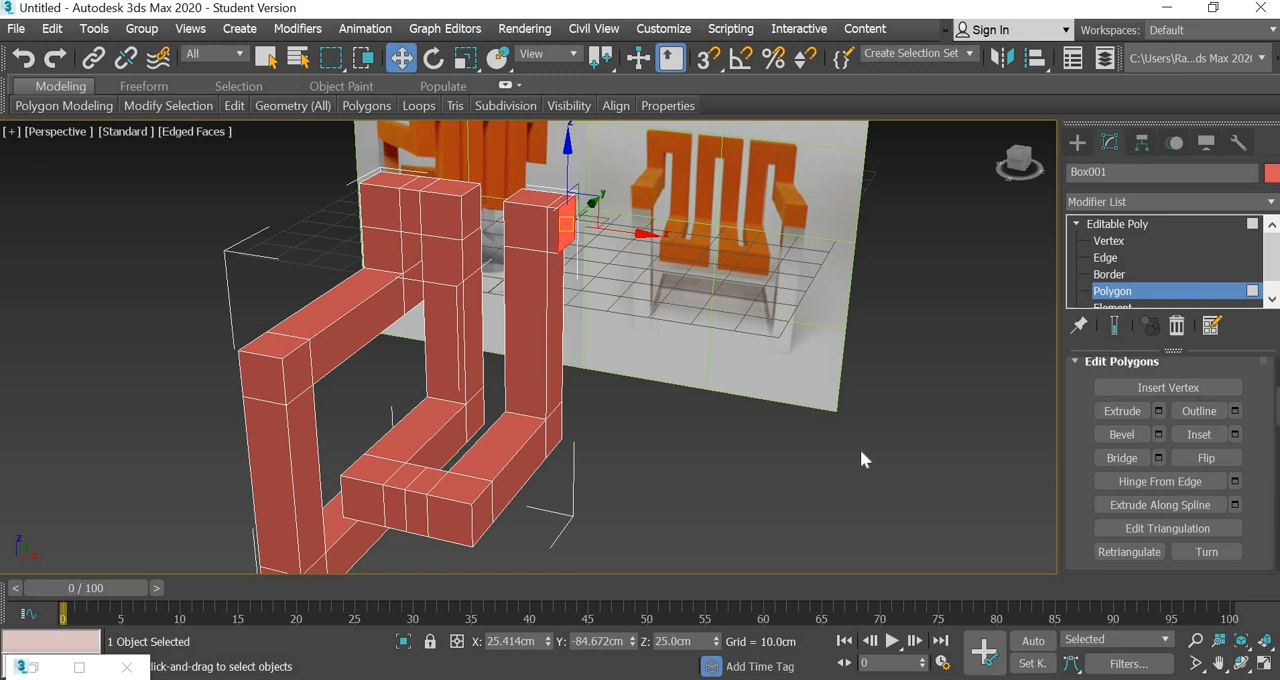 Untitled - Autodesk 3ds Max 2020 - Student Version
File Edit Tools Group Views Create Modifiers Animation Graph Editors Rendering Civil View Customize Scripting Interactive Content » Sign In Workspaces: Default
All View Create Selection Set C:\Users\Ra...ds Max 202(
Modeling Freeform Selection Object Paint Populate
Polygon Modeling Modify Selection Edit Geometry (All) Polygons Loops Tris Subdivision Visibility Align Properties
[+] [Perspective ] [Standard ] [Edged Faces ]
z
y
x
Box001
Modifier List
Editable Poly
Vertex
Edge
Border
Polygon
Element
Edit Polygons
Insert Vertex
Extrude Outline
Bevel Inset
Bridge Flip
Hinge From Edge
Extrude Along Spline
Edit Triangulation
Retriangulate Turn
z
x
< 0 / 100 >
0 5 10 15 20 25 30 35 40 45 50 55 60 65 70 75 80 85 90 95 100
1 Object Selected X: 25.414cm Y: -84.672cm Z: 25.0cm Grid = 10.0cm Auto Selected
3 lick-and-drag to select objects Add Time Tag 0 Set K. Filters...